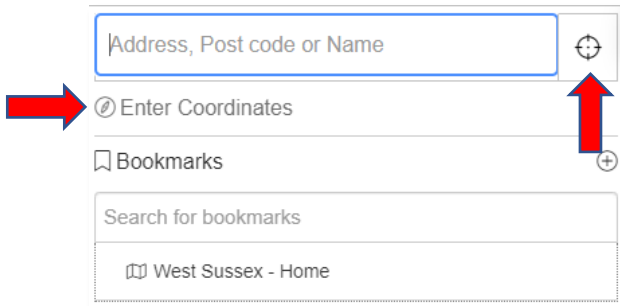 Address, Post code or Name
Enter Coordinates
Bookmarks
Search for bookmarks
West Sussex - Home